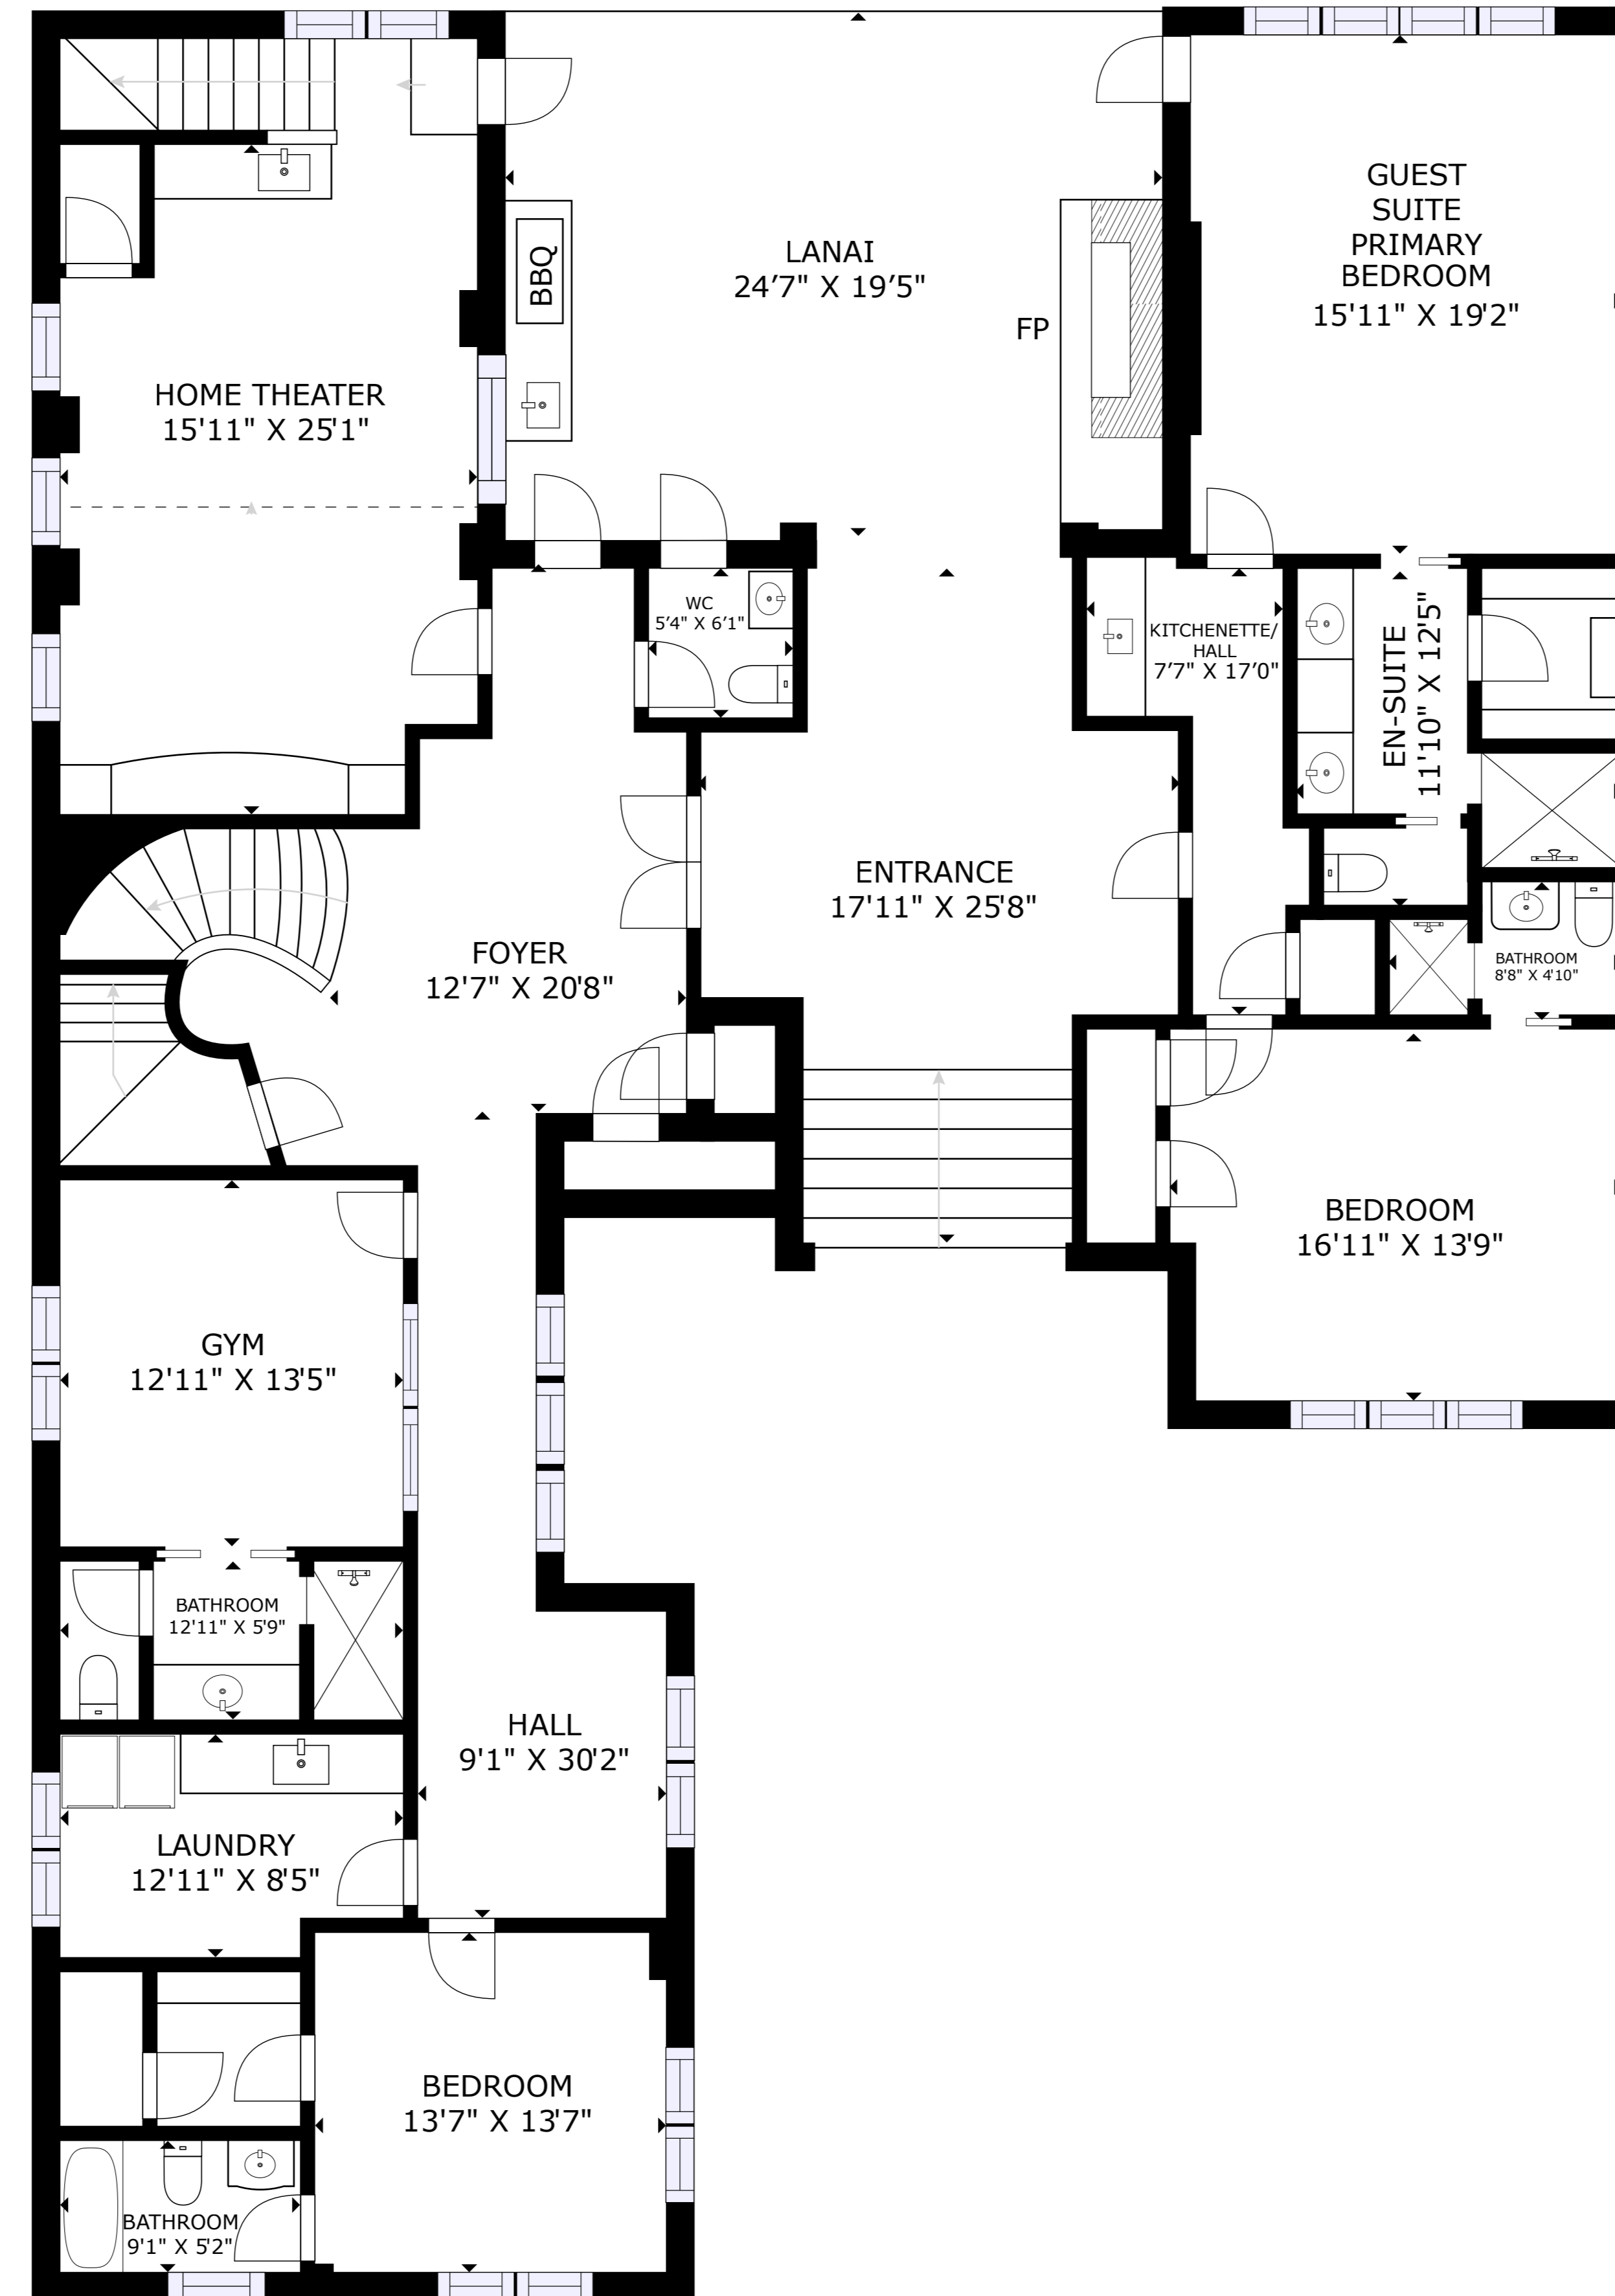 GUEST
SUITE
PRIMARY
BEDROOM
15'11" X 19'2"
LANAI
24'7" X 19'5"
BBQ
FP
HOME THEATER
15'11" X 25'1"
WC
5'4" X 6'1"
KITCHENETTE/
HALL
7'7" X 17'0"
EN-SUITE
11'10" X 12'5"
ENTRANCE
17'11" X 25'8"
FOYER
12'7" X 20'8"
BATHROOM
8'8" X 4'10"
BEDROOM
16'11" X 13'9"
GYM
12'11" X 13'5"
BATHROOM
12'11" X 5'9"
HALL
9'1" X 30'2"
LAUNDRY
12'11" X 8'5"
BEDROOM
13'7" X 13'7"
BATHROOM
9'1" X 5'2"